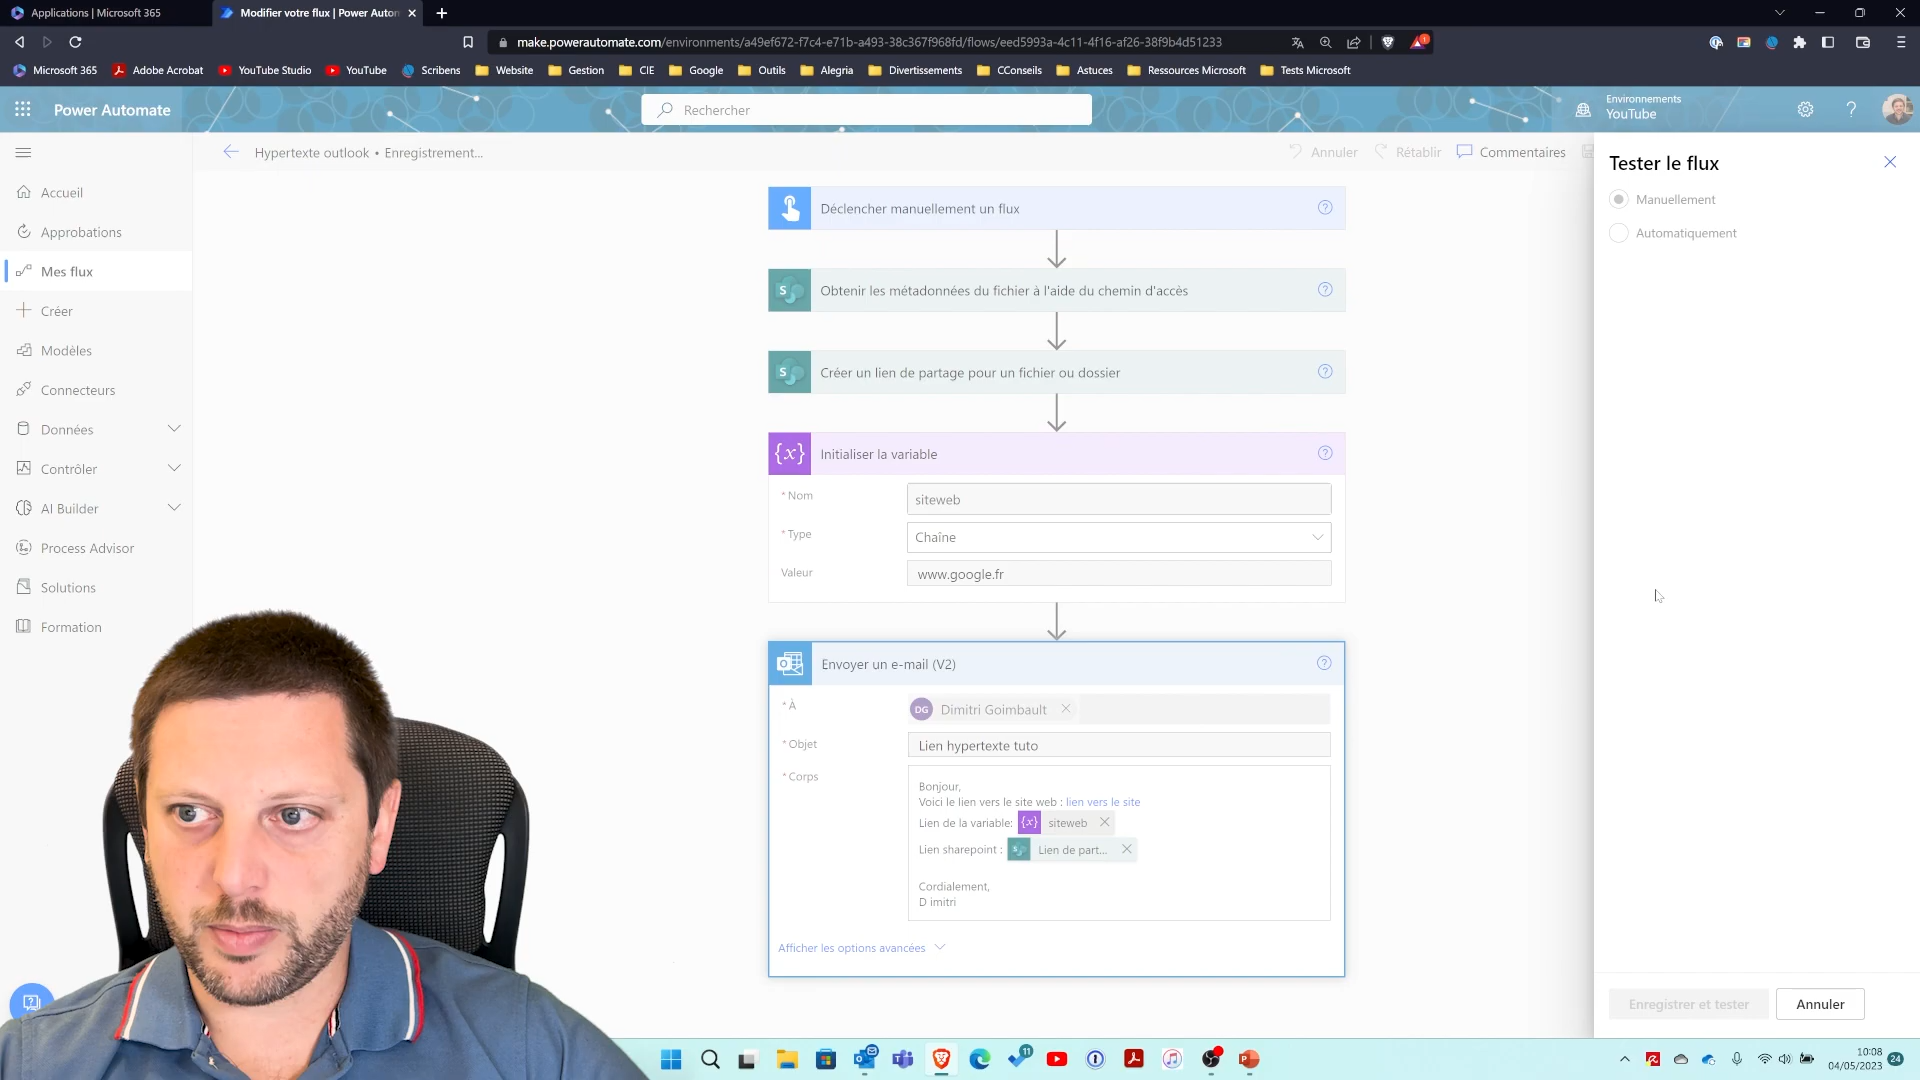 Applications | Microsoft 365
Modifier votre flux | Power Autom
make.powerautomate.com/environments/a49ef672-f7c4-e71b-a493-38c367f968fd/flows/eed5993a-4c11-4f16-af26-38f9b4d51233
Microsoft 365 Adobe Acrobat YouTube Studio YouTube Scribens Website Gestion CIE Google Outils Alegria Divertissements CConseils Astuces Ressources Microsoft Tests Microsoft
Power Automate
Rechercher
Environnements
YouTube
Hypertexte outlook • Enregistrement...
Annuler Rétablir Commentaires
Accueil
Approbations
Mes flux
Créer
Modèles
Connecteurs
Données
Contrôler
AI Builder
Process Advisor
Solutions
Formation
Déclencher manuellement un flux
Obtenir les métadonnées du fichier à l'aide du chemin d'accès
Créer un lien de partage pour un fichier ou dossier
{x} Initialiser la variable
* Nom siteweb
* Type Chaîne
Valeur www.google.fr
Envoyer un e-mail (V2)
* À DG Dimitri Goimbault
* Objet Lien hypertexte tuto
* Corps
Bonjour,
Voici le lien vers le site web : lien vers le site
Lien de la variable: {x} siteweb
Lien sharepoint : Lien de part...
Cordialement,
D imitri
Afficher les options avancées
Tester le flux
Manuellement
Automatiquement
Enregistrer et tester Annuler
11
10:08
04/05/2023
24